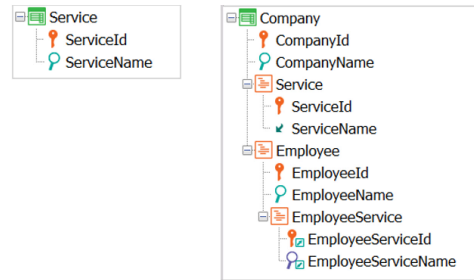 Service
ServiceId
ServiceName
Company
CompanyId
CompanyName
Service
ServiceId
ServiceName
Employee
EmployeeId
EmployeeName
EmployeeService
EmployeeServiceId
EmployeeServiceName